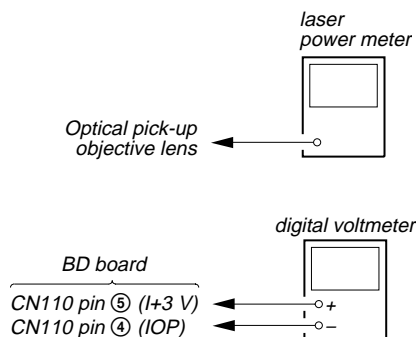 laser
power meter
Optical pick-up
objective lens
digital voltmeter
BD board
CN110 pin ⑤ (I+3 V)
+
CN110 pin ④ (IOP)
–